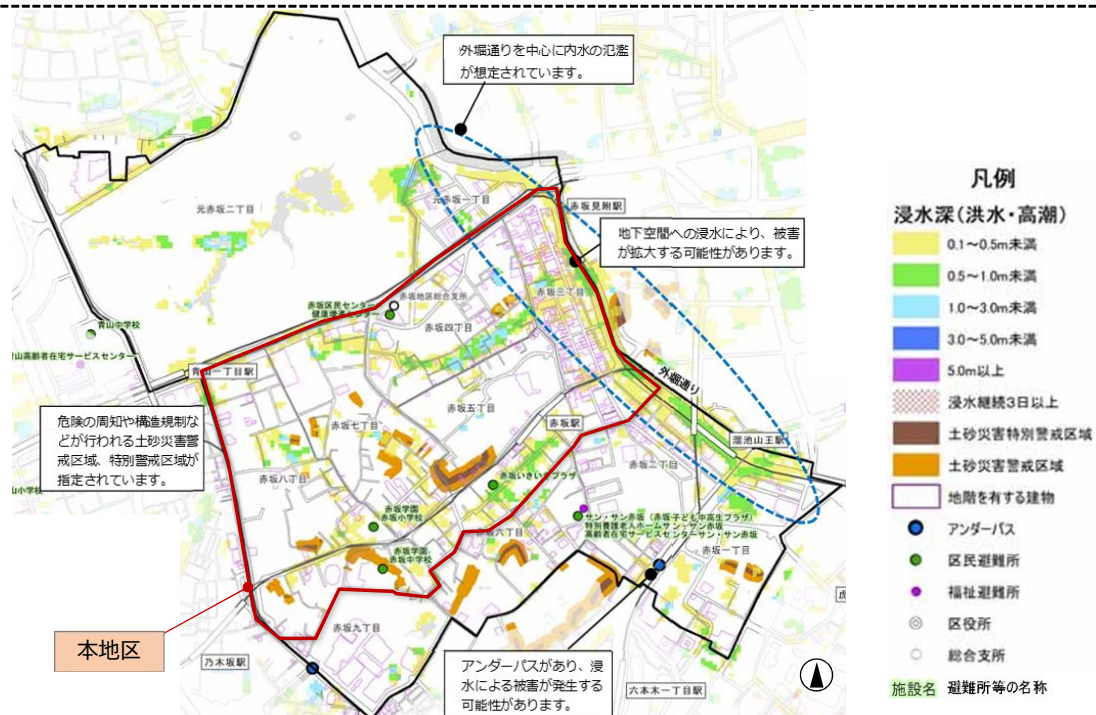 外堀通りを中心に内水の氾濫
が想定されています。
元赤坂一丁目
元赤坂二丁目
赤坂見附駅
地下空間への浸水により、被害
が拡大する可能性があります。
赤坂三丁目
赤坂区民センター
健康増進センター
赤坂地区総合支所
赤坂四丁目
青山中学校
青山高齢者在宅サービスセンター
青山一丁目駅
外堀通り
危険の周知や構造規制な
どが行われる土砂災害警
戒区域、特別警戒区域が
指定されています。
赤坂五丁目
赤坂七丁目
赤坂駅
溜池山王駅
赤坂二丁目
山小学校
赤坂八丁目
赤坂いきいきプラザ
赤坂学園
赤坂小学校
サン・サン赤坂（赤坂子ども中高生プラザ）
特別養護老人ホームサン・サン赤坂
高齢者在宅サービスセンターサン・サン赤坂
赤坂六丁目
赤坂学園
赤坂中学校
赤坂一丁目
虎
本地区
赤坂九丁目
乃木坂駅
アンダーパスがあり、浸
水による被害が発生する
可能性があります。
六本木一丁目駅
凡例
浸水深(洪水・高潮)
0.1～0.5m未満
0.5～1.0m未満
1.0～3.0m未満
3.0～5.0m未満
5.0m以上
浸水継続3日以上
土砂災害特別警戒区域
土砂災害警戒区域
地階を有する建物
アンダーパス
区民避難所
福祉避難所
区役所
総合支所
施設名 避難所等の名称